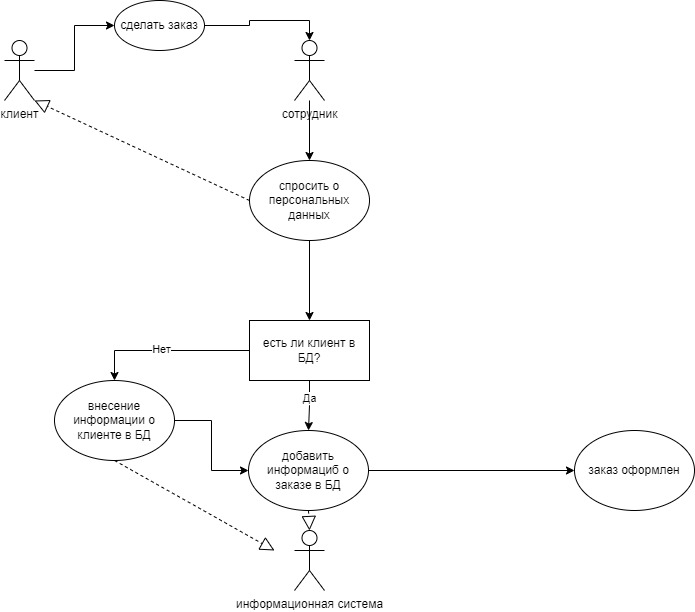 сделать заказ
клиент
сотрудник
спросить о
персональных
данных
есть ли клиент в
БД?
Нет
Да
внесение
информации о
клиенте в БД
добавить
информациб о
заказе в БД
заказ оформлен
информационная система